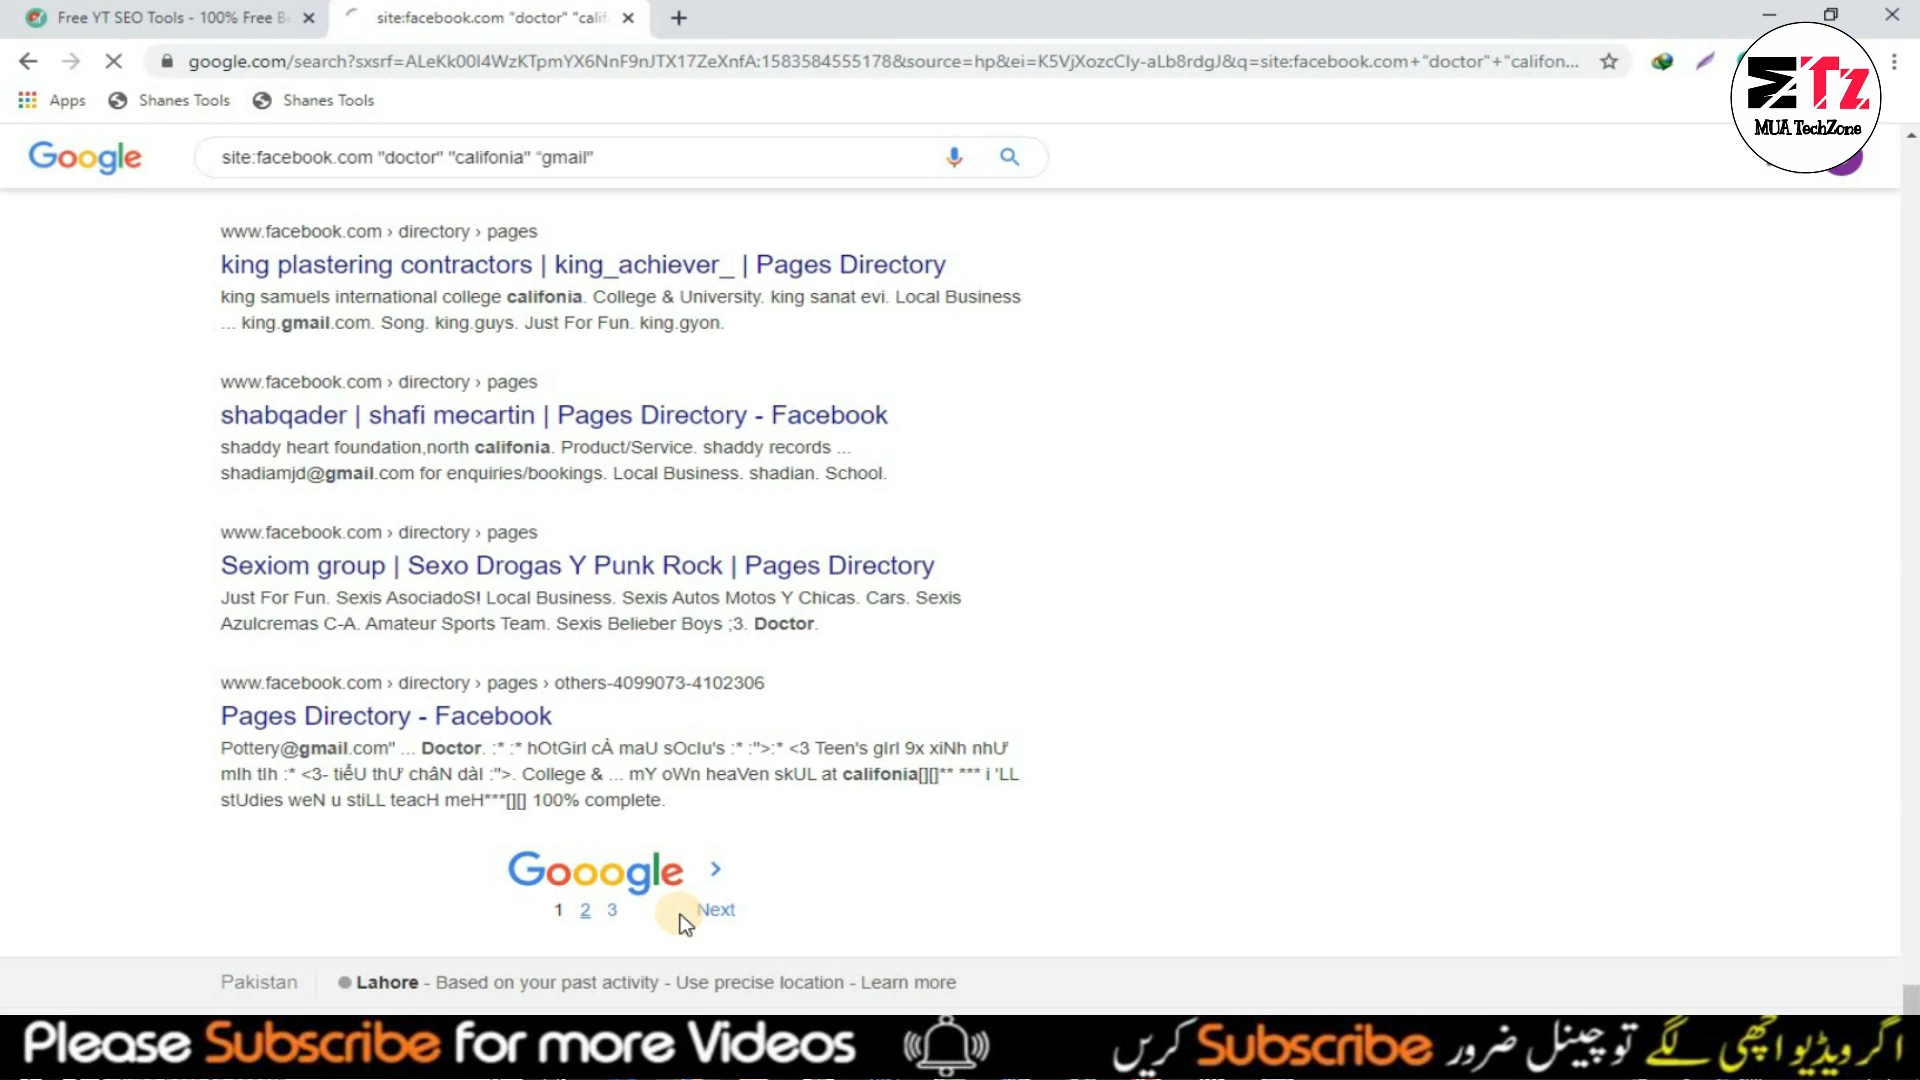 Free YT SEO Tools - 100% Free B
site:facebook.com "doctor" "calif
google.com/search?sxsrf=ALeKk00I4WzKTpmYX6NnF9nJTX17ZeXnfA:1583584555178&source=hp&ei=K5VjXozcCIy-aLb8rdgJ&q=site:facebook.com+"doctor"+"califon...
Apps
Shanes Tools
Shanes Tools
MTz
MUA TechZone
Google
site:facebook.com "doctor" "califonia" “gmail"
www.facebook.com › directory › pages
king plastering contractors | king_achiever_ | Pages Directory
king samuels international college califonia. College & University. king sanat evi. Local Business
... king.gmail.com. Song. king.guys. Just For Fun. king.gyon.
www.facebook.com › directory › pages
shabqader | shafi mecartin | Pages Directory - Facebook
shaddy heart foundation,north califonia. Product/Service. shaddy records ...
shadiamjd@gmail.com for enquiries/bookings. Local Business. shadian. School.
www.facebook.com › directory › pages
Sexiom group | Sexo Drogas Y Punk Rock | Pages Directory
Just For Fun. Sexis AsociadoS! Local Business. Sexis Autos Motos Y Chicas. Cars. Sexis
Azulcremas C-A. Amateur Sports Team. Sexis Belieber Boys ;3. Doctor.
www.facebook.com › directory › pages › others-4099073-4102306
Pages Directory - Facebook
Pottery@gmail.com" ... Doctor. :* :* hOtGirl cÀ maU sOcIu's :* :">:* <3 Teen's gIrl 9x xiNh nhƯ
mIh tIh :* <3- tiểU thƯ châN dàI :">. College & ... mY oWn heaVen skUL at califonia[][]** *** i 'LL
stUdies weN u stiLL teacH meH***[][] 100% complete.
Gooogle
1 2 3 Next
Pakistan
Lahore - Based on your past activity - Use precise location - Learn more
Please Subscribe for more Videos
اگر ویڈیو اچھی لگے تو چینل ضرور Subscribe کریں